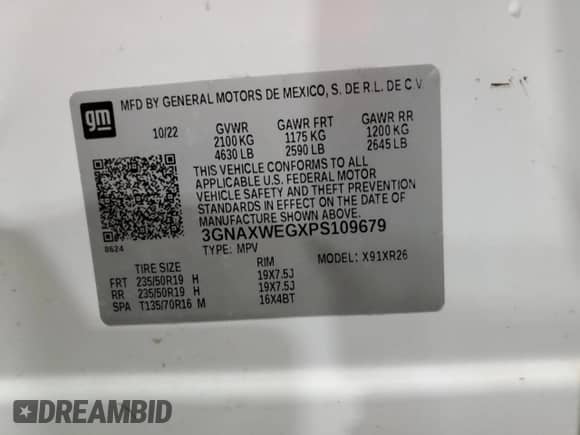 gm
MFD BY GENERAL MOTORS DE MEXICO, S. DE R.L. DE C V.
10/22 GVWR GAWR FRT GAWR RR
2100 KG 1175 KG 1200 KG
4630 LB 2590 LB 2645 LB
THIS VEHICLE CONFORMS TO ALL
APPLICABLE U.S. FEDERAL MOTOR
VEHICLE SAFETY AND THEFT PREVENTION
STANDARDS IN EFFECT ON THE DATE OF
MANUFACTURE SHOWN ABOVE.
0624
3GNAXWEGXPS109679
TYPE: MPV MODEL: X91XR26
TIRE SIZE RIM
FRT 235/50R19 H 19X7.5J
RR 235/50R19 H 19X7.5J
SPA T135/70R16 M 16X4BT
DREAMBID